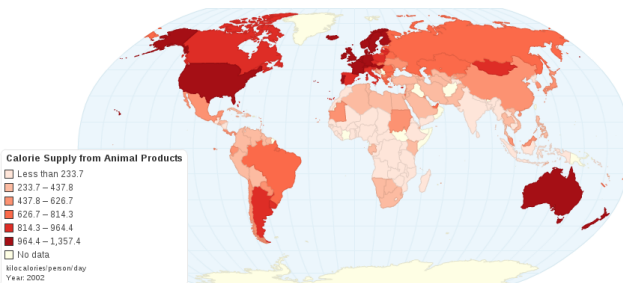 Calorie Supply from Animal Products
Less than 233.7
233.7 – 437.8
437.8 – 626.7
626.7 – 814.3
814.3 – 964.4
964.4 – 1,357.4
No data
kilocalories/person/day
Year: 2002